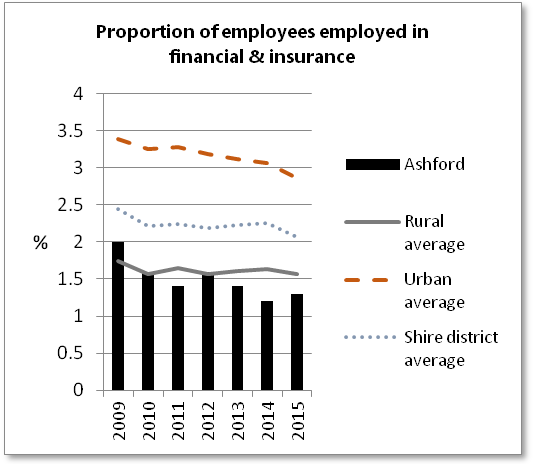 Proportion of employees employed in
financial & insurance
4
3.5
3
2.5
2
1.5
1
0.5
0
%
2009
2010
2011
2012
2013
2014
2015
Ashford
Rural
average
Urban
average
Shire district
average